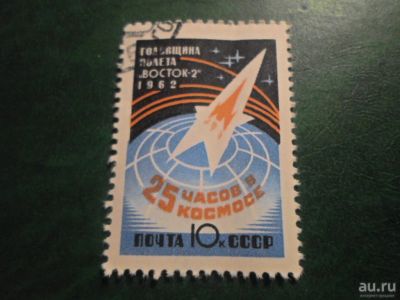 ГОДОВЩИНА
ПОЛЕТА
„ВОСТОК-2"
1962
25 ЧАСОВ В
КОСМОСЕ
ПОЧТА 10 К СССР
au.ru